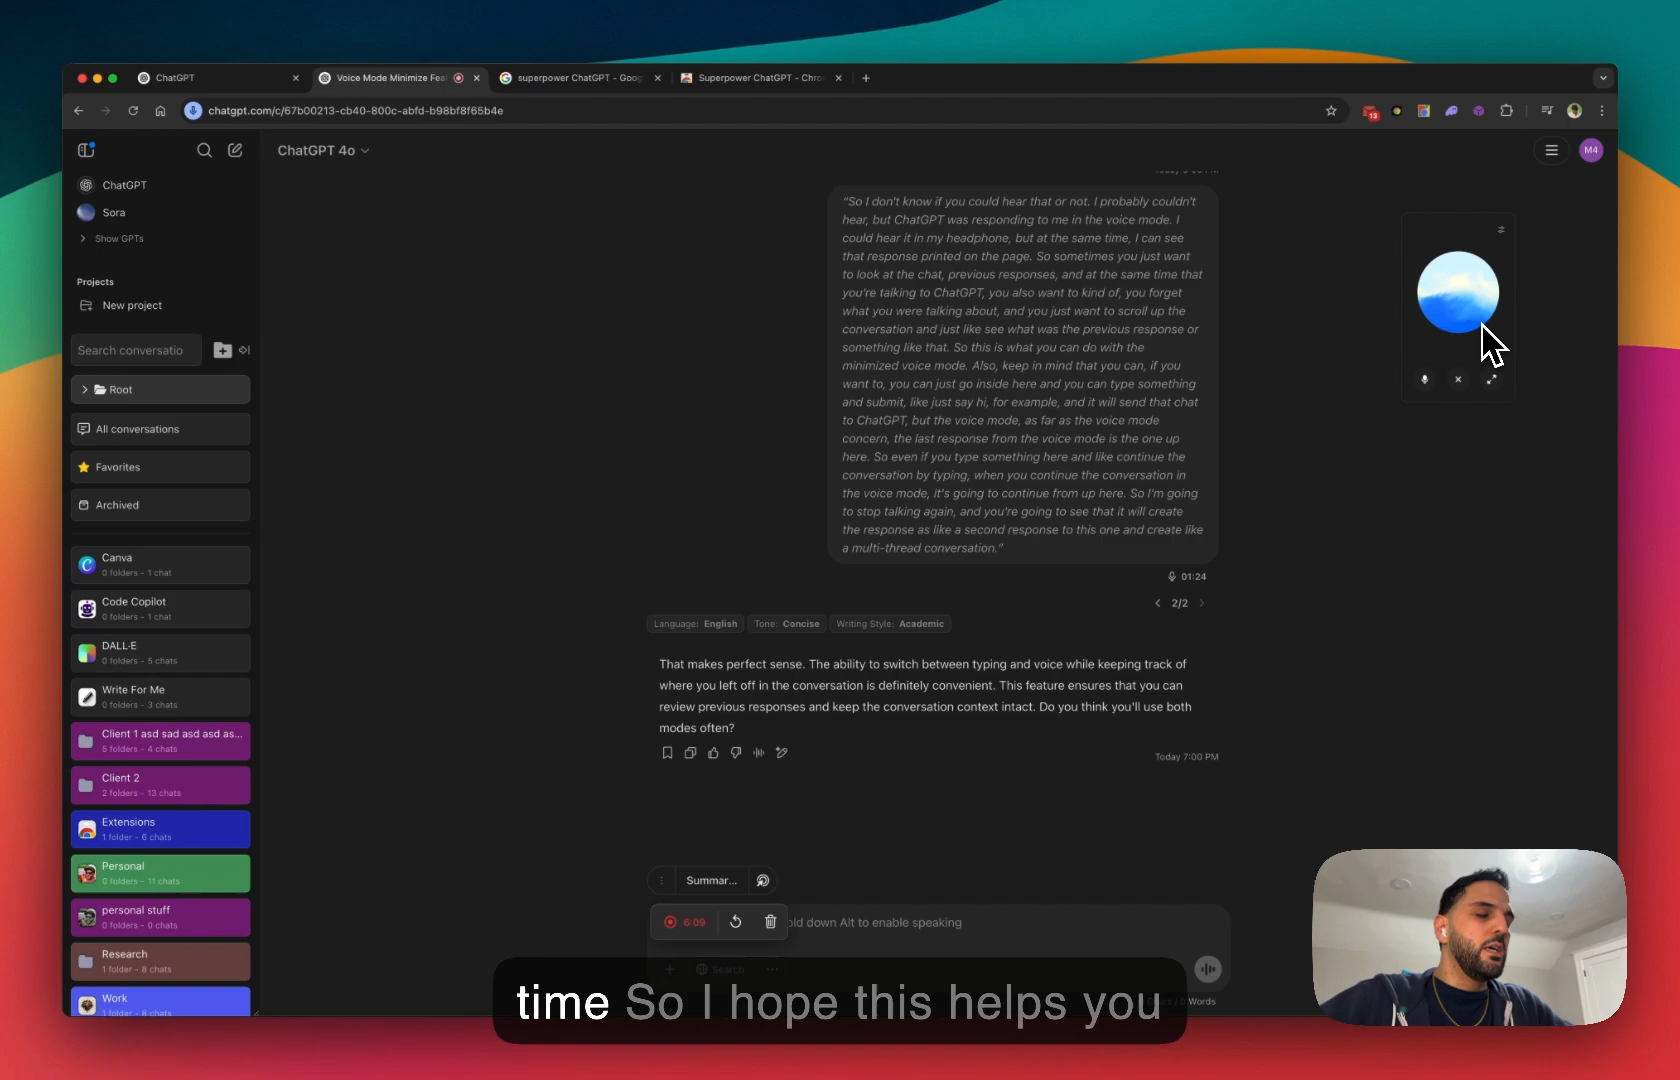 ChatGPT
Voice Mode Minimize Fea
superpower ChatGPT - Goog
Superpower ChatGPT - Chro
chatgpt.com/c/67b00213-cb40-800c-abfd-b98bf8f65b4e
13
ChatGPT 4o
M4
ChatGPT
Sora
Show GPTs
Projects
New project
Search conversatio
Root
All conversations
Favorites
Archived
Canva
0 folders - 1 chat
Code Copilot
0 folders - 1 chat
DALL·E
0 folders - 5 chats
Write For Me
0 folders - 3 chats
Client 1 asd sad asd asd as...
5 folders - 4 chats
Client 2
2 folders - 13 chats
Extensions
1 folder - 6 chats
Personal
0 folders - 11 chats
personal stuff
0 folders - 0 chats
Research
1 folder - 8 chats
Work
1 folder - 8 chats
“So I don't know if you could hear that or not. I probably couldn't
hear, but ChatGPT was responding to me in the voice mode. I
could hear it in my headphone, but at the same time, I can see
that response printed on the page. So sometimes you just want
to look at the chat, previous responses, and at the same time that
you're talking to ChatGPT, you also want to kind of, you forget
what you were talking about, and you just want to scroll up the
conversation and just like see what was the previous response or
something like that. So this is what you can do with the
minimized voice mode. Also, keep in mind that you can, if you
want to, you can just go inside here and you can type something
and submit, like just say hi, for example, and it will send that chat
to ChatGPT, but the voice mode, as far as the voice mode
concern, the last response from the voice mode is the one up
here. So even if you type something here and like continue the
conversation by typing, when you continue the conversation in
the voice mode, it's going to continue from up here. So I'm going
to stop talking again, and you're going to see that it will create
the response as like a second response to this one and create like
a multi-thread conversation.”
01:24
2/2
Language: English Tone: Concise Writing Style: Academic
That makes perfect sense. The ability to switch between typing and voice while keeping track of
where you left off in the conversation is definitely convenient. This feature ensures that you can
review previous responses and keep the conversation context intact. Do you think you'll use both
modes often?
Today 7:00 PM
Summar...
6:09
old down Alt to enable speaking
Search
0 Words
time So I hope this helps you